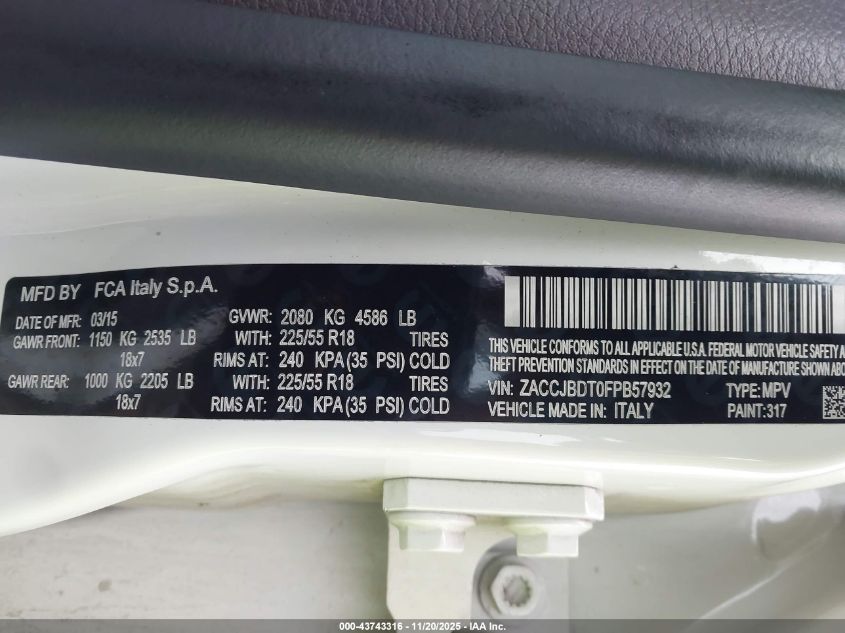 MFD BY FCA Italy S.p.A.
DATE OF MFR: 03/15 GVWR: 2080 KG 4586 LB
GAWR FRONT: 1150 KG 2535 LB WITH: 225/55 R18 TIRES
18x7 RIMS AT: 240 KPA (35 PSI) COLD
GAWR REAR: 1000 KG 2205 LB WITH: 225/55 R18 TIRES
18x7 RIMS AT: 240 KPA (35 PSI) COLD
THIS VEHICLE CONFORMS TO ALL APPLICABLE U.S.A. FEDERAL MOTOR VEHICLE SAFETY
THEFT PREVENTION STANDARDS IN EFFECT ON THE DATE OF MANUFACTURE SHOWN
VIN: ZACCJBDT0FPB57932 TYPE: MPV
VEHICLE MADE IN: ITALY PAINT: 317
000-43743316 - 11/20/2025 - IAA Inc.